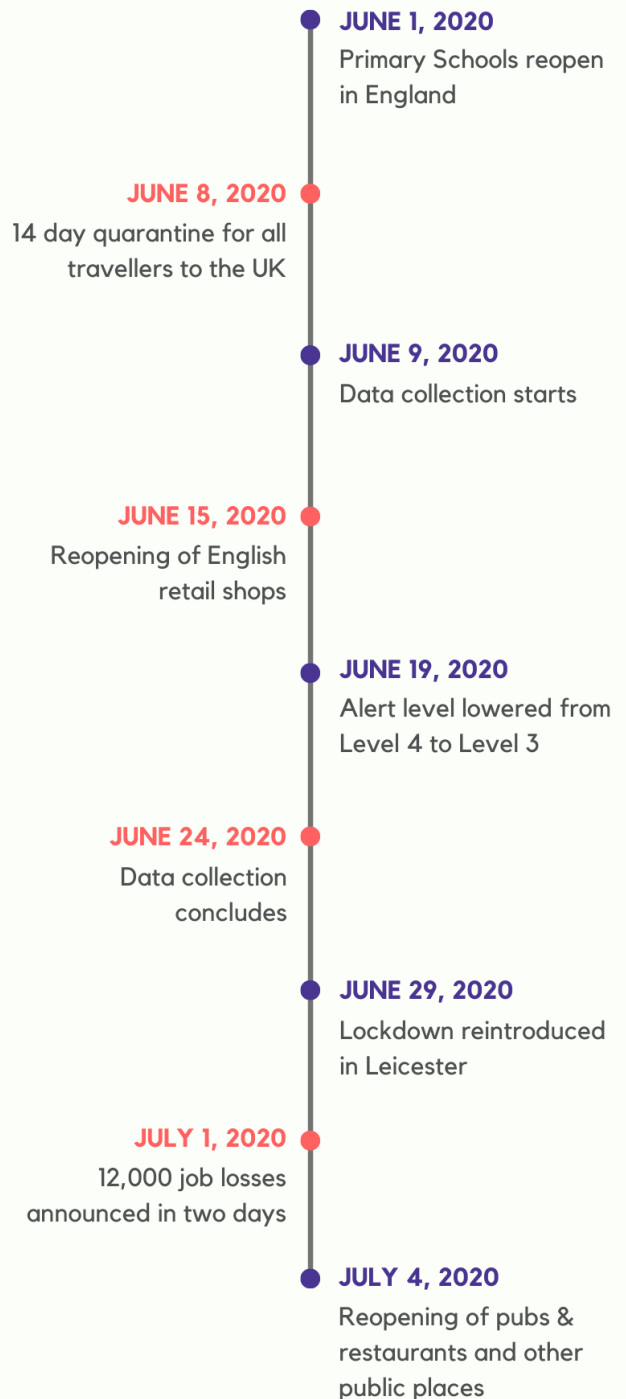 JUNE 1, 2020
Primary Schools reopen
in England
JUNE 8, 2020
14 day quarantine for all
travellers to the UK
JUNE 9, 2020
Data collection starts
JUNE 15, 2020
Reopening of English
retail shops
JUNE 19, 2020
Alert level lowered from
Level 4 to Level 3
JUNE 24, 2020
Data collection
concludes
JUNE 29, 2020
Lockdown reintroduced
in Leicester
JULY 1, 2020
12,000 job losses
announced in two days
JULY 4, 2020
Reopening of pubs &
restaurants and other
public places